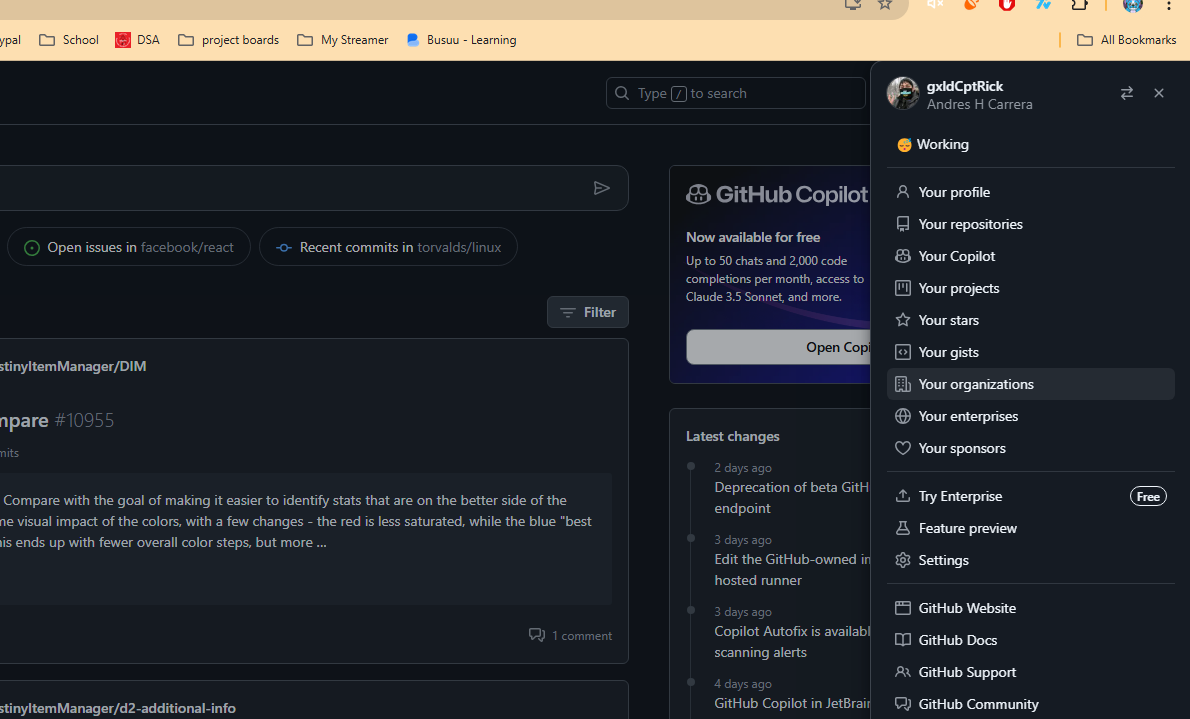 ypal
School
DSA
project boards
My Streamer
Busuu - Learning
All Bookmarks
Type / to search
gxldCptRick
Andres H Carrera
😴 Working
Open issues in facebook/react
Recent commits in torvalds/linux
Filter
stinyItemManager/DIM
mpare #10955
mits
Compare with the goal of making it easier to identify stats that are on the better side of the
me visual impact of the colors, with a few changes - the red is less saturated, while the blue "best
his ends up with fewer overall color steps, but more ...
1 comment
stinyItemManager/d2-additional-info
GitHub Copilot
Now available for free
Up to 50 chats and 2,000 code
completions per month, access to
Claude 3.5 Sonnet, and more.
Open Copi
Latest changes
2 days ago
Deprecation of beta GitH
endpoint
3 days ago
Edit the GitHub-owned im
hosted runner
3 days ago
Copilot Autofix is availabl
scanning alerts
4 days ago
GitHub Copilot in JetBrain
Your profile
Your repositories
Your Copilot
Your projects
Your stars
Your gists
Your organizations
Your enterprises
Your sponsors
Try Enterprise
Free
Feature preview
Settings
GitHub Website
GitHub Docs
GitHub Support
GitHub Community